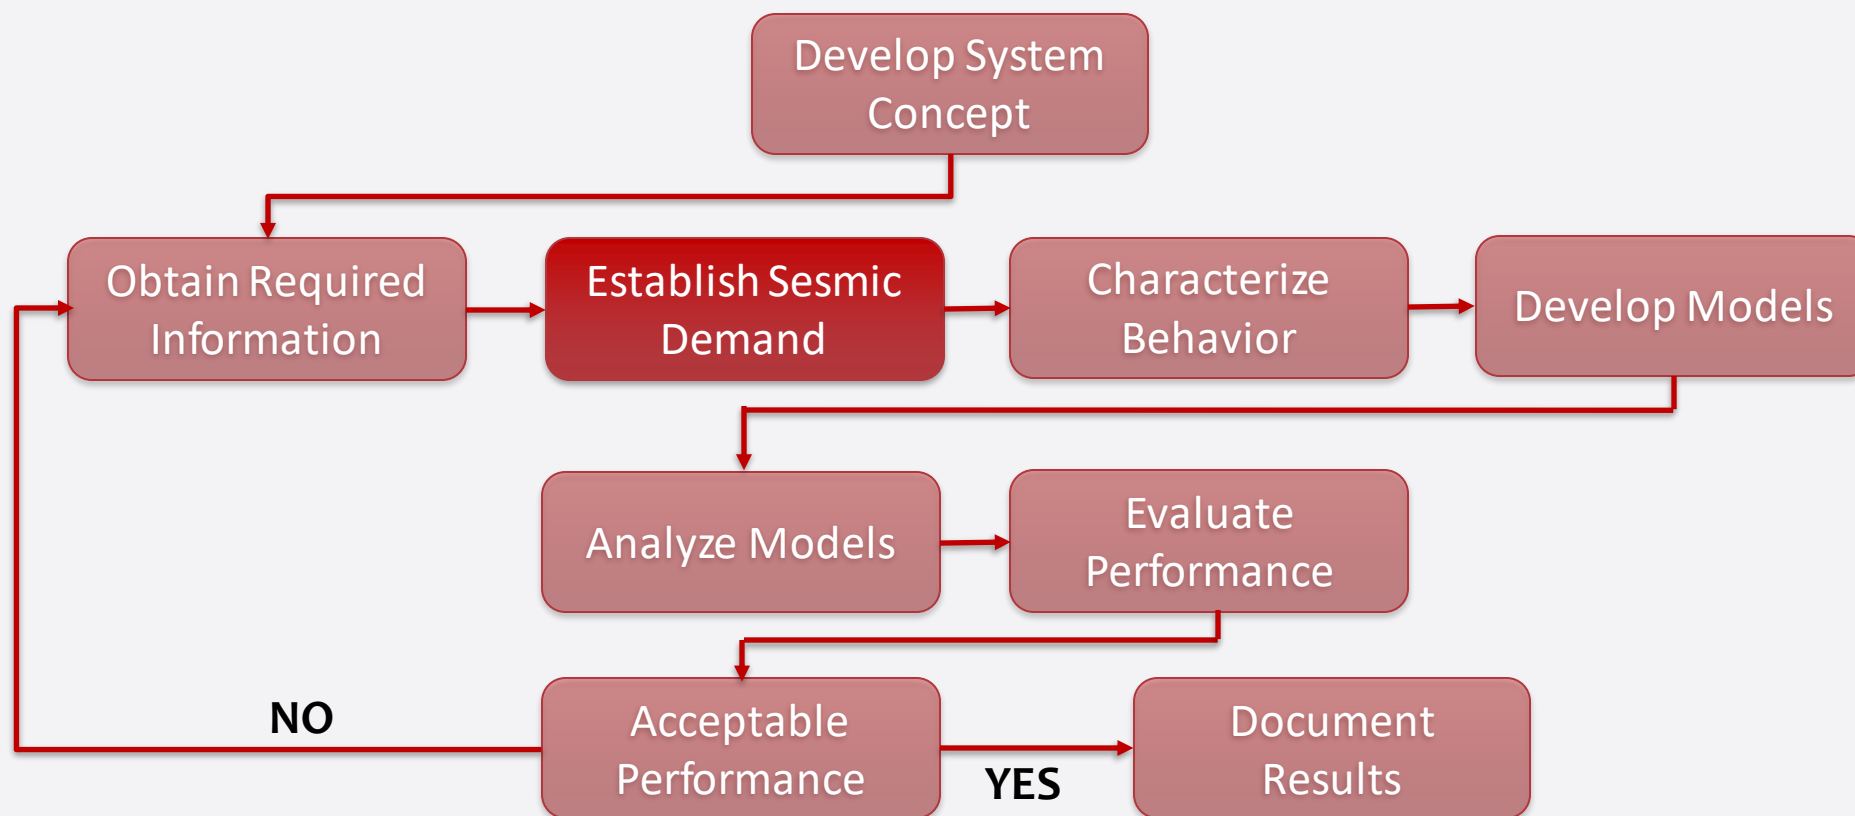 Develop System
Concept
Obtain Required
Information
Establish Sesmic
Demand
Characterize
Behavior
Develop Models
Analyze Models
Evaluate
Performance
NO
Acceptable
Performance
YES
Document
Results